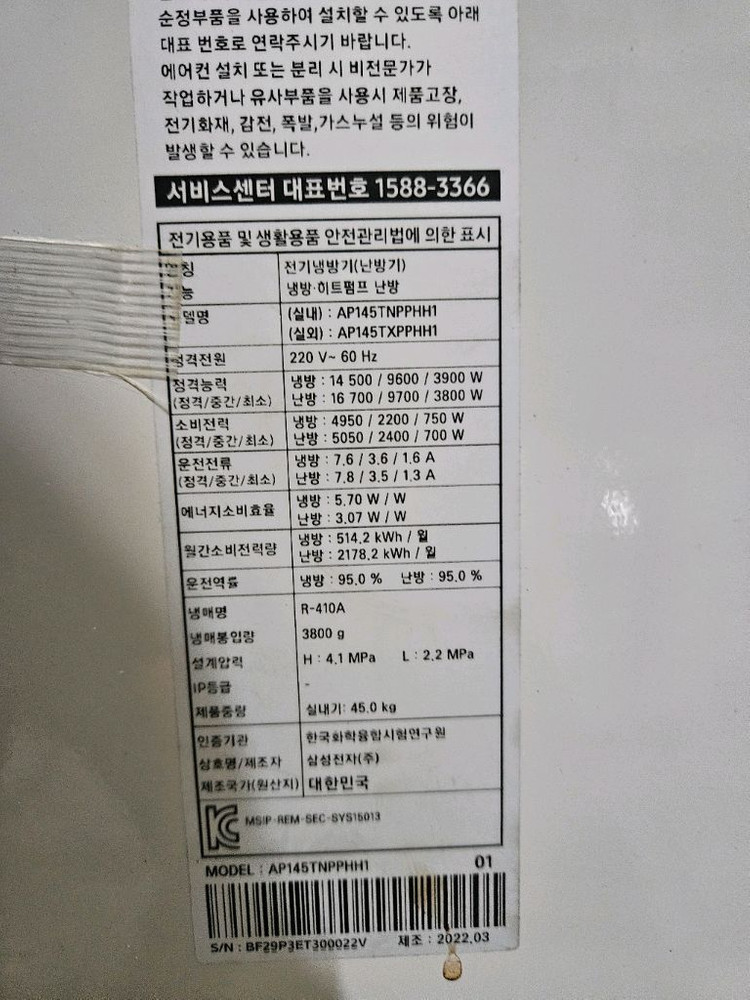 순정부품을 사용하여 설치할 수 있도록 아래
대표 번호로 연락주시기 바랍니다.
에어컨 설치 또는 분리 시 비전문가가
작업하거나 유사부품을 사용시 제품고장,
전기화재, 감전, 폭발,가스누설 등의 위험이
발생할 수 있습니다.
서비스센터 대표번호 1588-3366
전기용품 및 생활용품 안전관리법에 의한 표시
칭 전기냉방기(난방기)
능 냉방·히트펌프 난방
델명 (실내) : AP145TNPPHH1
(실외) : AP145TXPPHH1
정격전원 220 V~ 60 Hz
정격능력 냉방 : 14 500 / 9600 / 3900 W
(정격/중간/최소) 난방 : 16 700 / 9700 / 3800 W
소비전력 냉방 : 4950 / 2200 / 750 W
(정격/중간/최소) 난방 : 5050 / 2400 / 700 W
운전전류 냉방 : 7.6 / 3.6 / 1.6 A
(정격/중간/최소) 난방 : 7.8 / 3.5 / 1.3 A
에너지소비효율 냉방 : 5.70 W / W
난방 : 3.07 W / W
월간소비전력량 냉방 : 514.2 kWh / 월
난방 : 2178.2 kWh / 월
운전역률 냉방 : 95.0 % 난방 : 95.0 %
냉매명 R-410A
냉매봉입량 3800 g
설계압력 H : 4.1 MPa L : 2.2 MPa
IP등급 -
제품중량 실내기: 45.0 kg
인증기관 한국화학융합시험연구원
상호명/제조자 삼성전자(주)
제조국가(원산지) 대한민국
MSIP-REM-SEC-SYS15013
MODEL : AP145TNPPHH1 01
S/N : BF29P3ET300022V 제조 : 2022.03